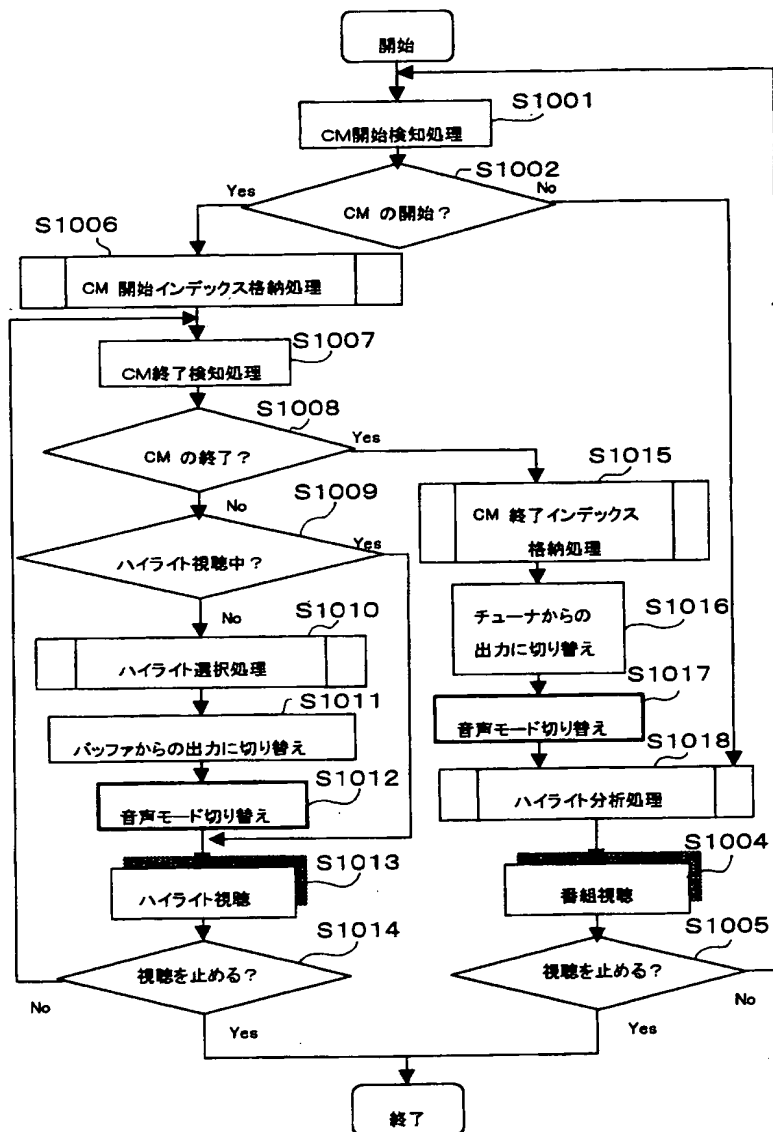 開始
S1001
CM開始検知処理
S1002
Yes
CM の開始?
No
S1006
CM 開始インデックス格納処理
S1007
CM終了検知処理
S1008
CM の終了?
Yes
No
S1009
ハイライト視聴中?
Yes
No
S1010
ハイライト選択処理
S1011
バッファからの出力に切り替え
S1012
音声モード切り替え
S1013
ハイライト視聴
S1014
視聴を止める?
No
Yes
S1015
CM 終了インデックス
格納処理
S1016
チューナからの
出力に切り替え
S1017
音声モード切り替え
S1018
ハイライト分析処理
S1004
番組視聴
S1005
視聴を止める?
No
Yes
終了